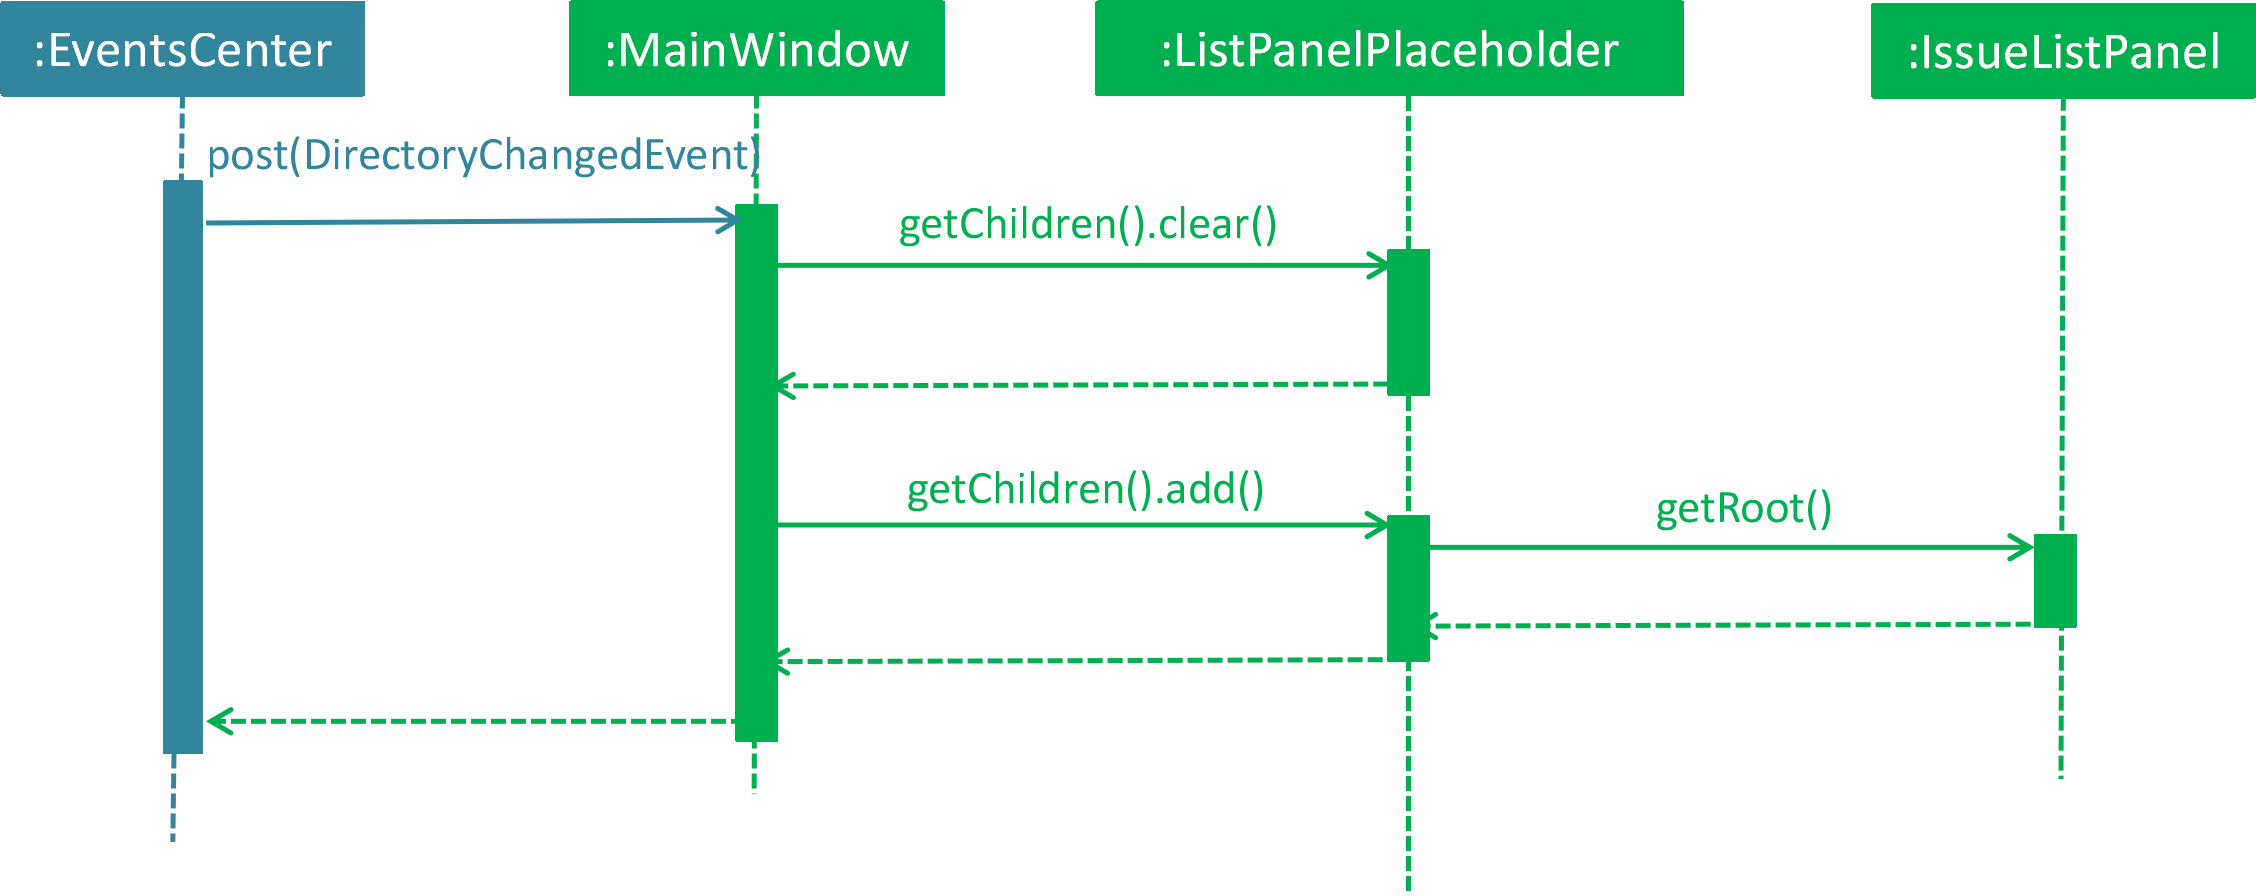 :EventsCenter
:MainWindow
:ListPanelPlaceholder
:IssueListPanel
post(DirectoryChangedEvent)
getChildren().clear()
getChildren().add()
getRoot()